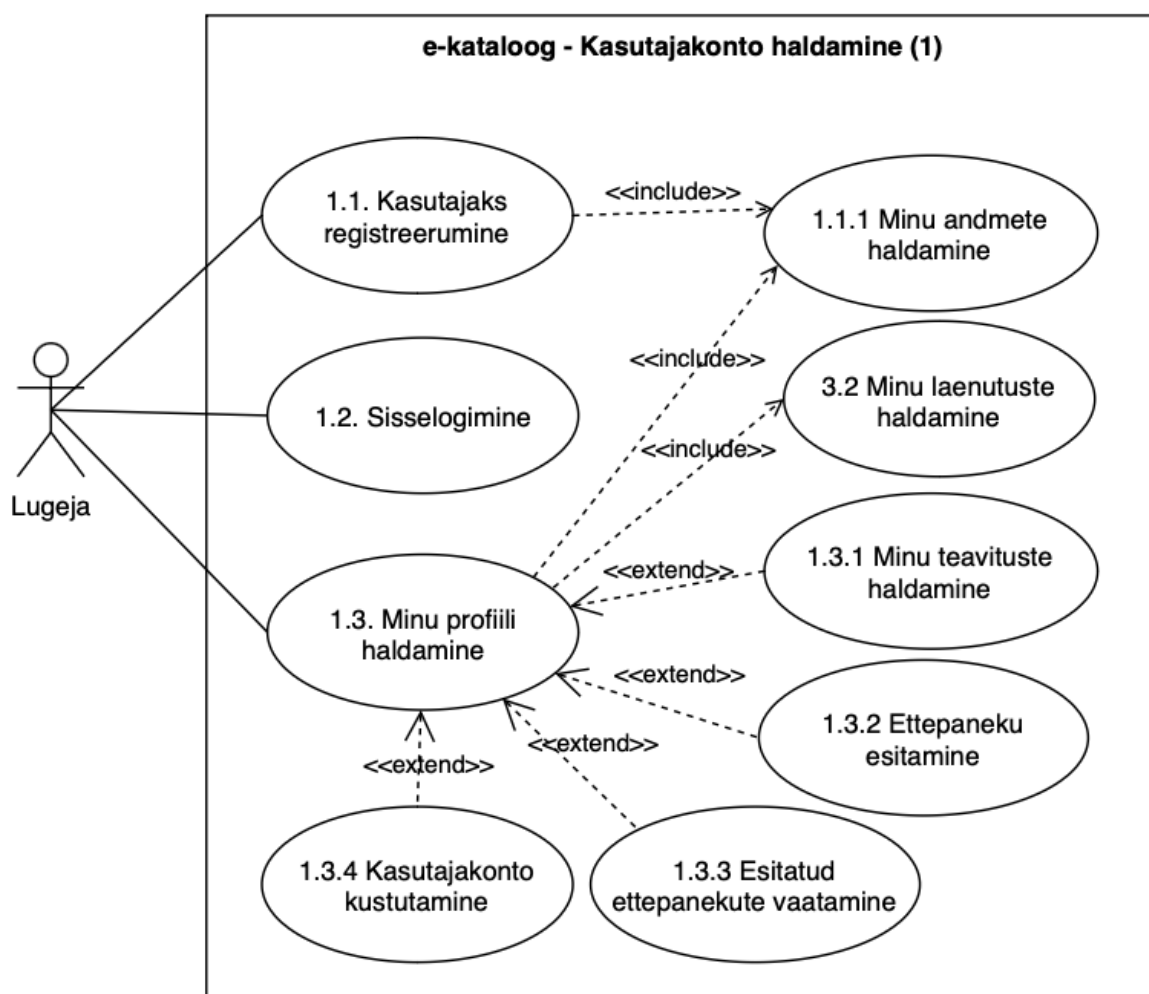 e-kataloog - Kasutajakonto haldamine (1)
1.1. Kasutajaks
registreerumine
<<include>>
1.1.1 Minu andmete
haldamine
<<include>>
3.2 Minu laenutuste
haldamine
1.2. Sisselogimine
<<include>>
Lugeja
1.3.1 Minu teavituste
haldamine
<<extend>>
1.3. Minu profiili
haldamine
<<extend>>
1.3.2 Ettepaneku
esitamine
<<extend>>
<<extend>>
1.3.4 Kasutajakonto
kustutamine
1.3.3 Esitatud
ettepanekute vaatamine